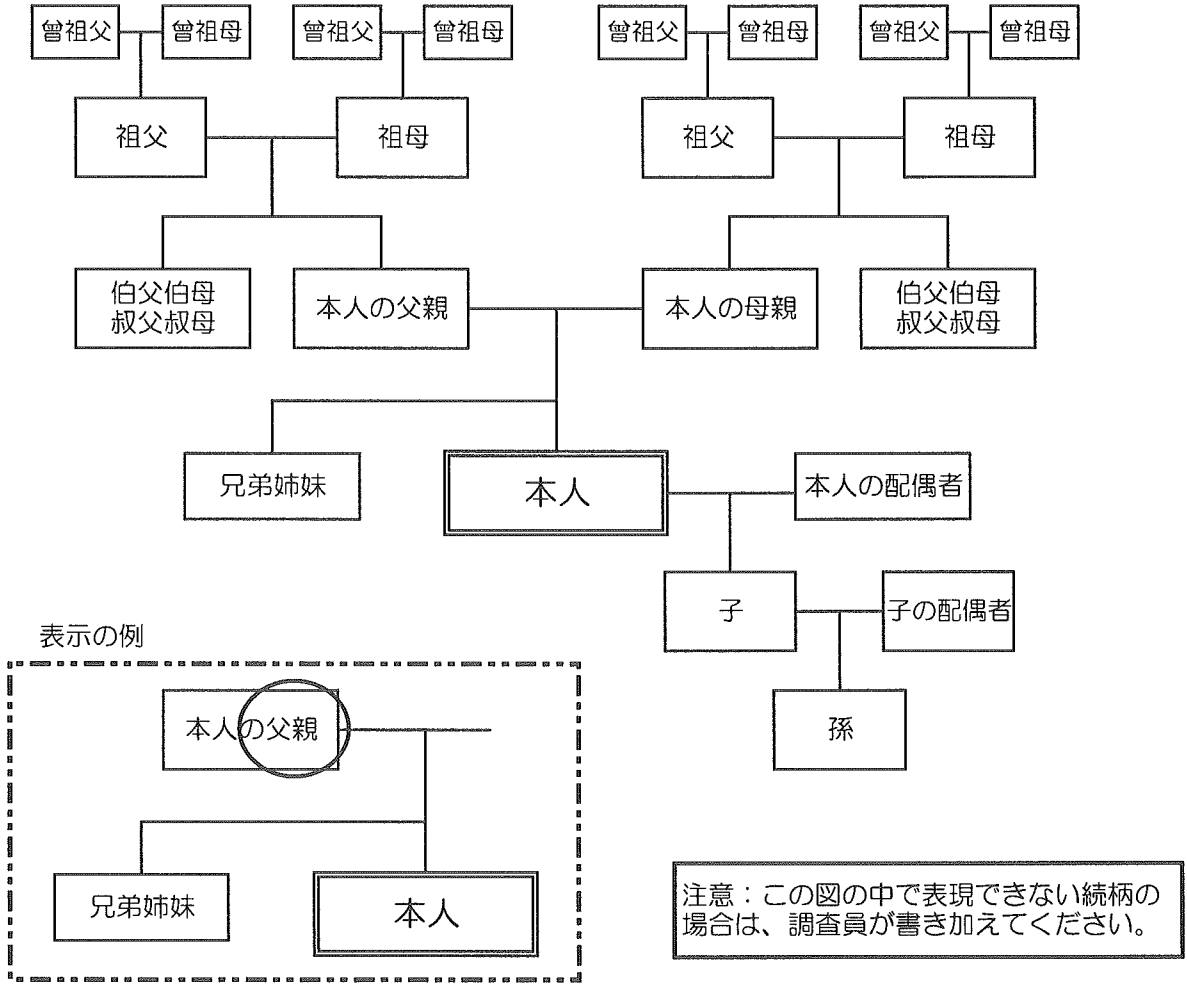 曾祖父 曾祖母 曾祖父 曾祖母 曾祖父 曾祖母 曾祖父 曾祖母
祖父 祖母 祖父 祖母
伯父伯母
叔父叔母
本人の父親
本人の母親
伯父伯母
叔父叔母
兄弟姉妹
本人
本人の配偶者
子
子の配偶者
孫
表示の例
本人の父親
兄弟姉妹
本人
注意：この図の中で表現できない続柄の
場合は、調査員が書き加えてください。